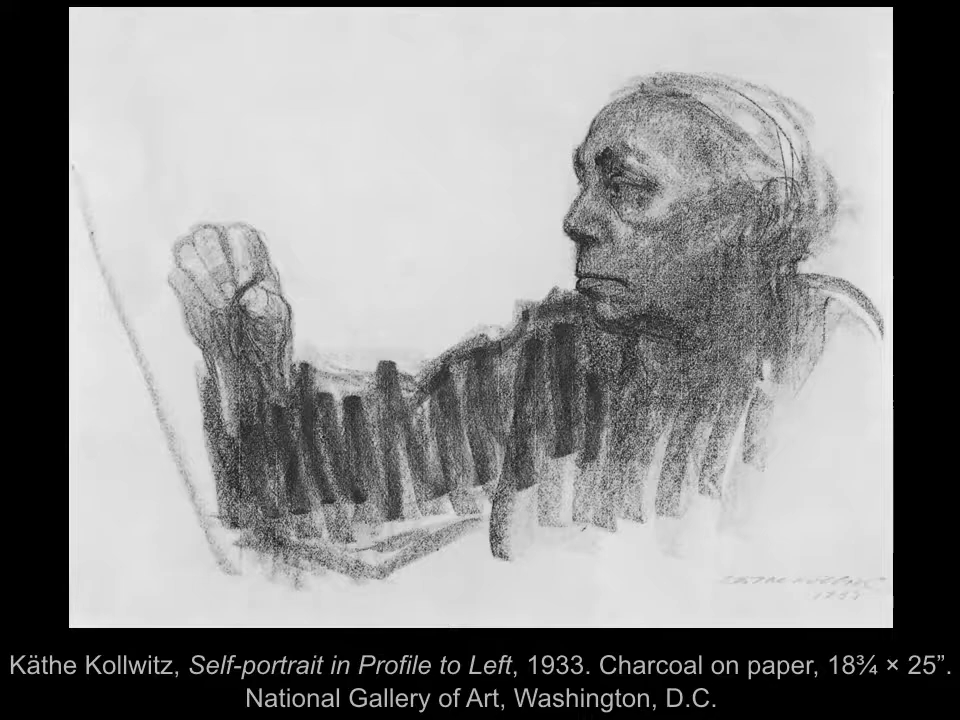 Käthe Kollwitz, Self-portrait in Profile to Left, 1933. Charcoal on paper, 18¾ × 25”.
National Gallery of Art, Washington, D.C.